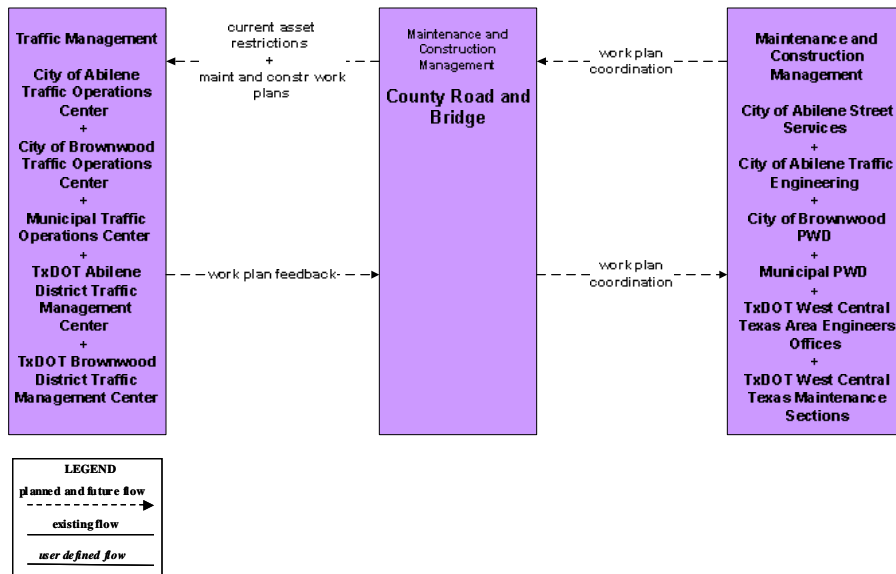 Traffic Management
City of Abilene
Traffic Operations
Center
+
City of Brownwood
Traffic Operations
Center
+
Municipal Traffic
Operations Center
+
TxDOT Abilene
District Traffic
Management
Center
+
TxDOT Brownwood
District Traffic
Management Center
current asset
restrictions
+
maint and constr work
plans
work plan feedback
Maintenance and
Construction
Management
County Road and
Bridge
work plan
coordination
work plan
coordination
Maintenance and
Construction
Management
City of Abilene Street
Services
+
City of Abilene Traffic
Engineering
+
City of Brownwood
PWD
+
Municipal PWD
+
TxDOT West Central
Texas Area Engineers
Offices
+
TxDOT West Central
Texas Maintenance
Sections
LEGEND
planned and future flow
existing flow
user defined flow